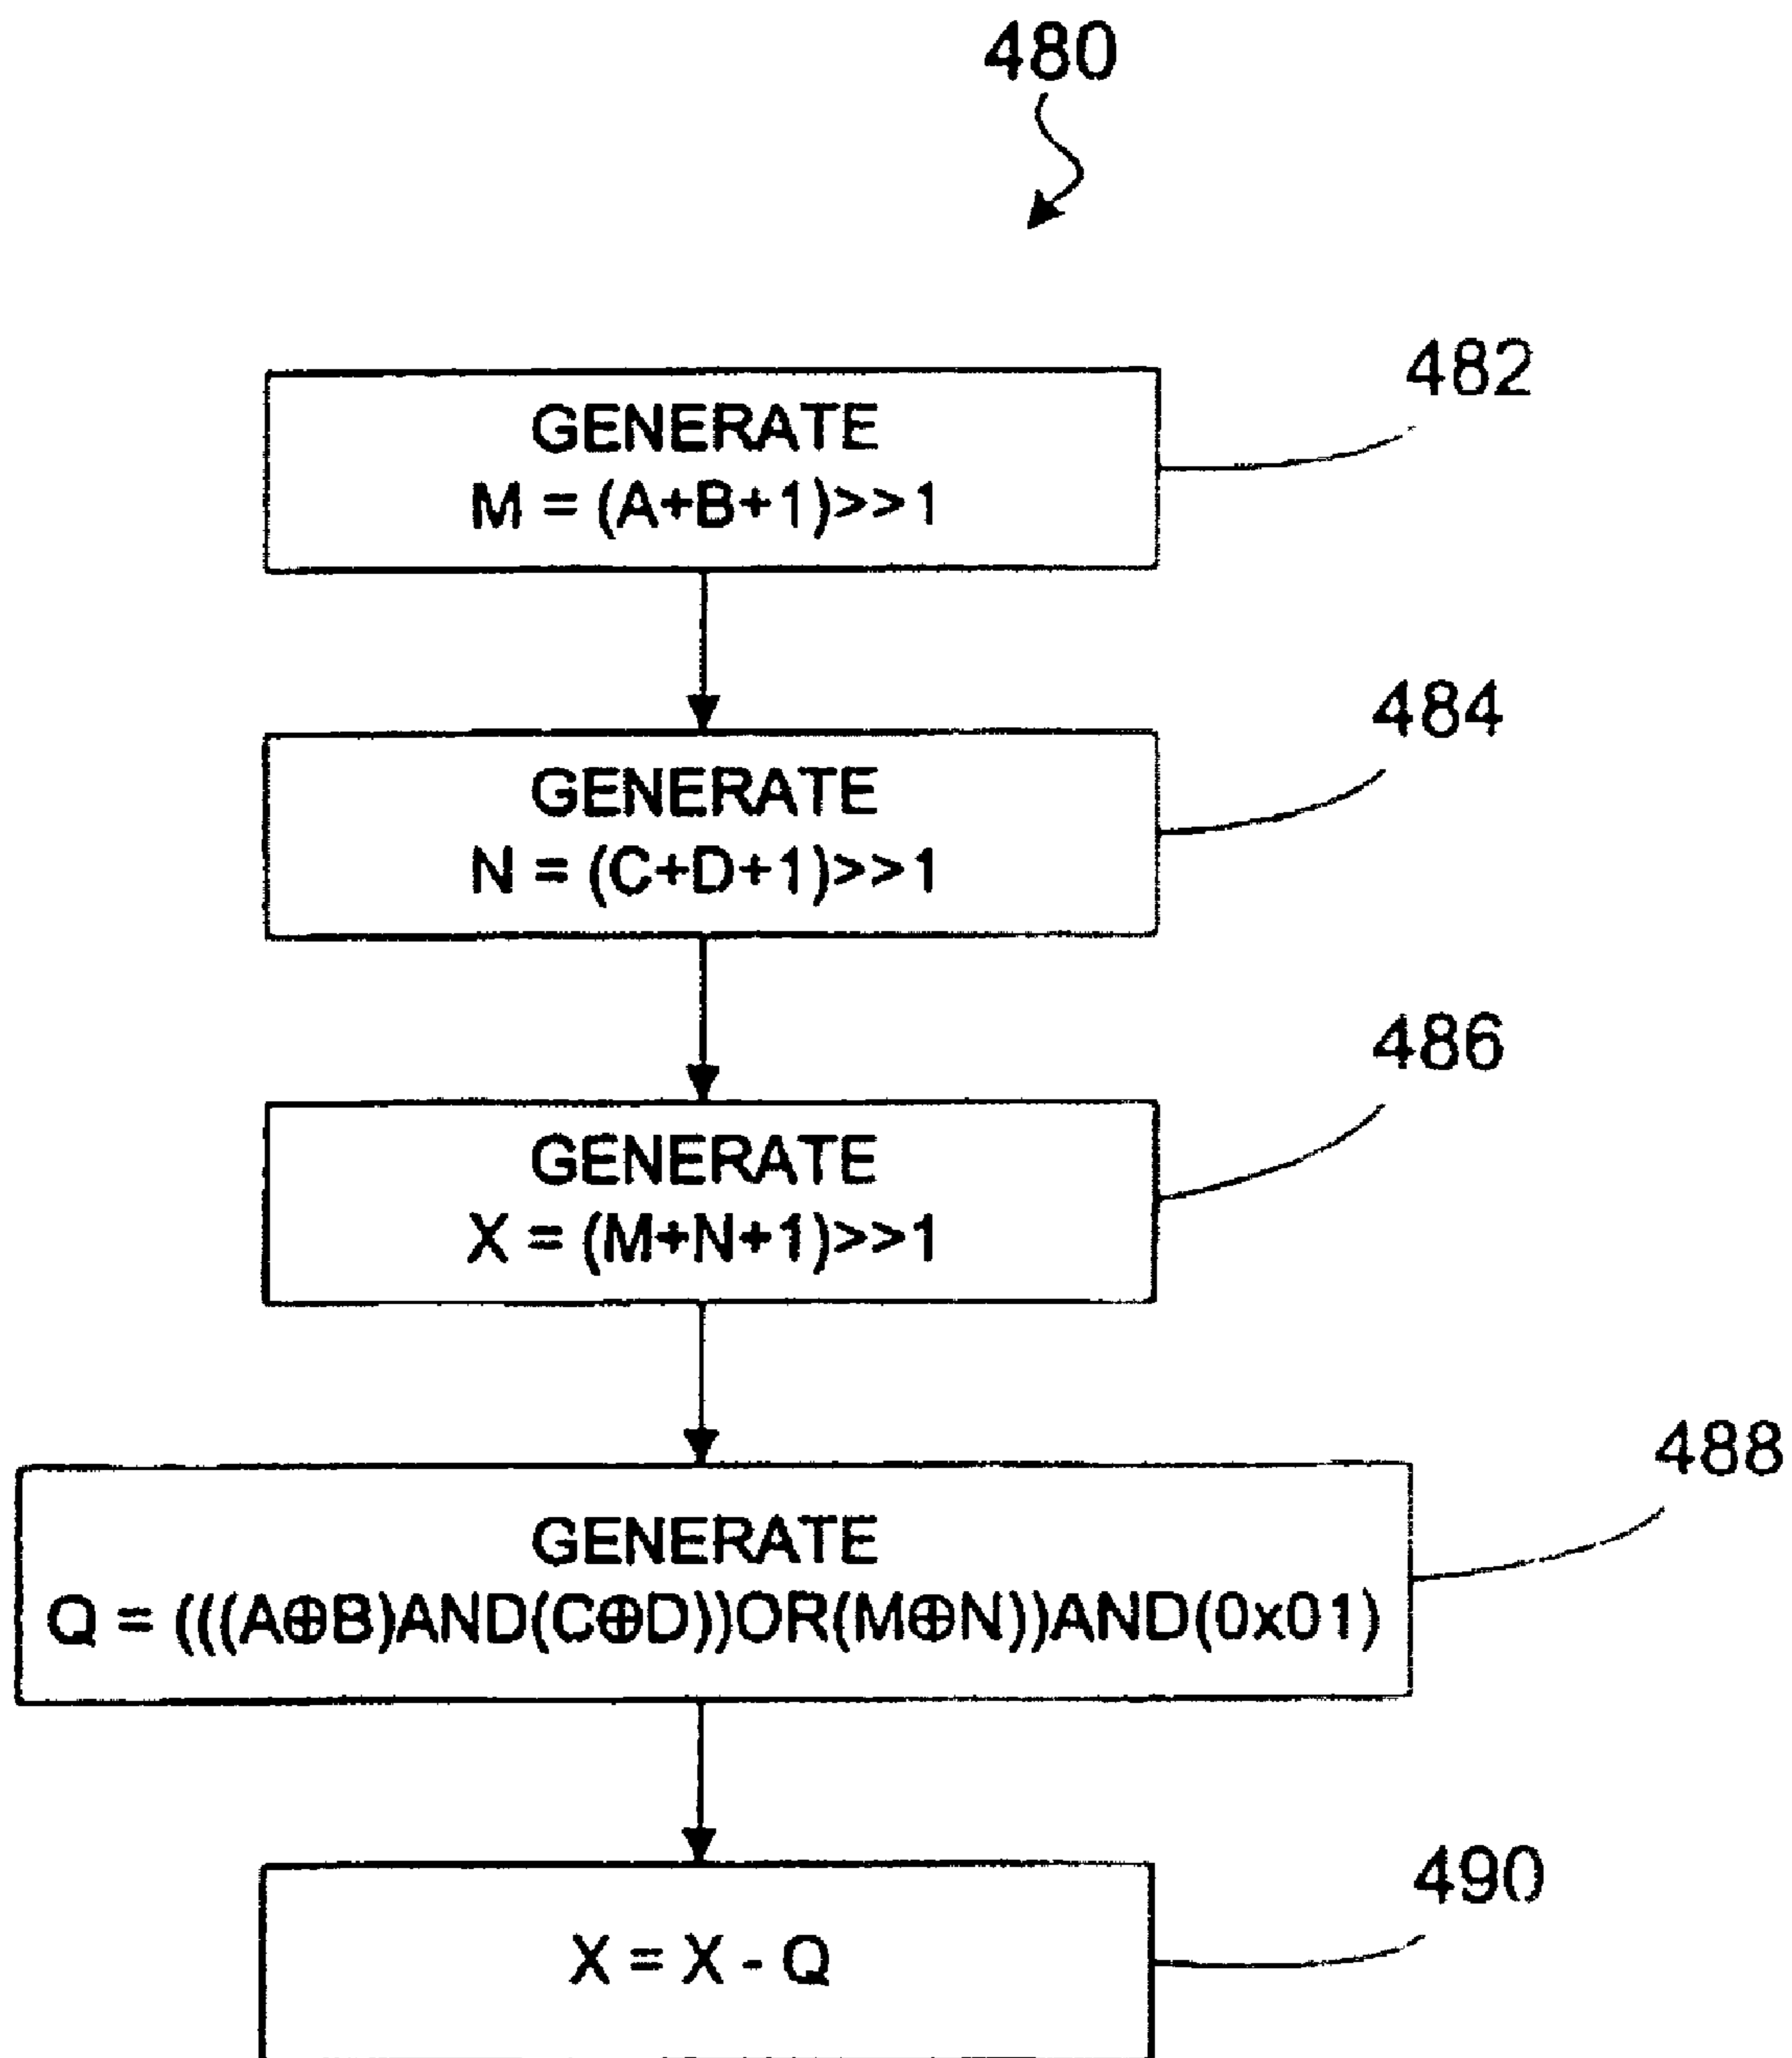 480
482
GENERATE
M = (A+B+1)>>1
484
GENERATE
N = (C+D+1)>>1
486
GENERATE
X = (M+N+1)>>1
488
GENERATE
Q = (((A⊕B)AND(C⊕D))OR(M⊕N))AND(0x01)
490
X = X - Q